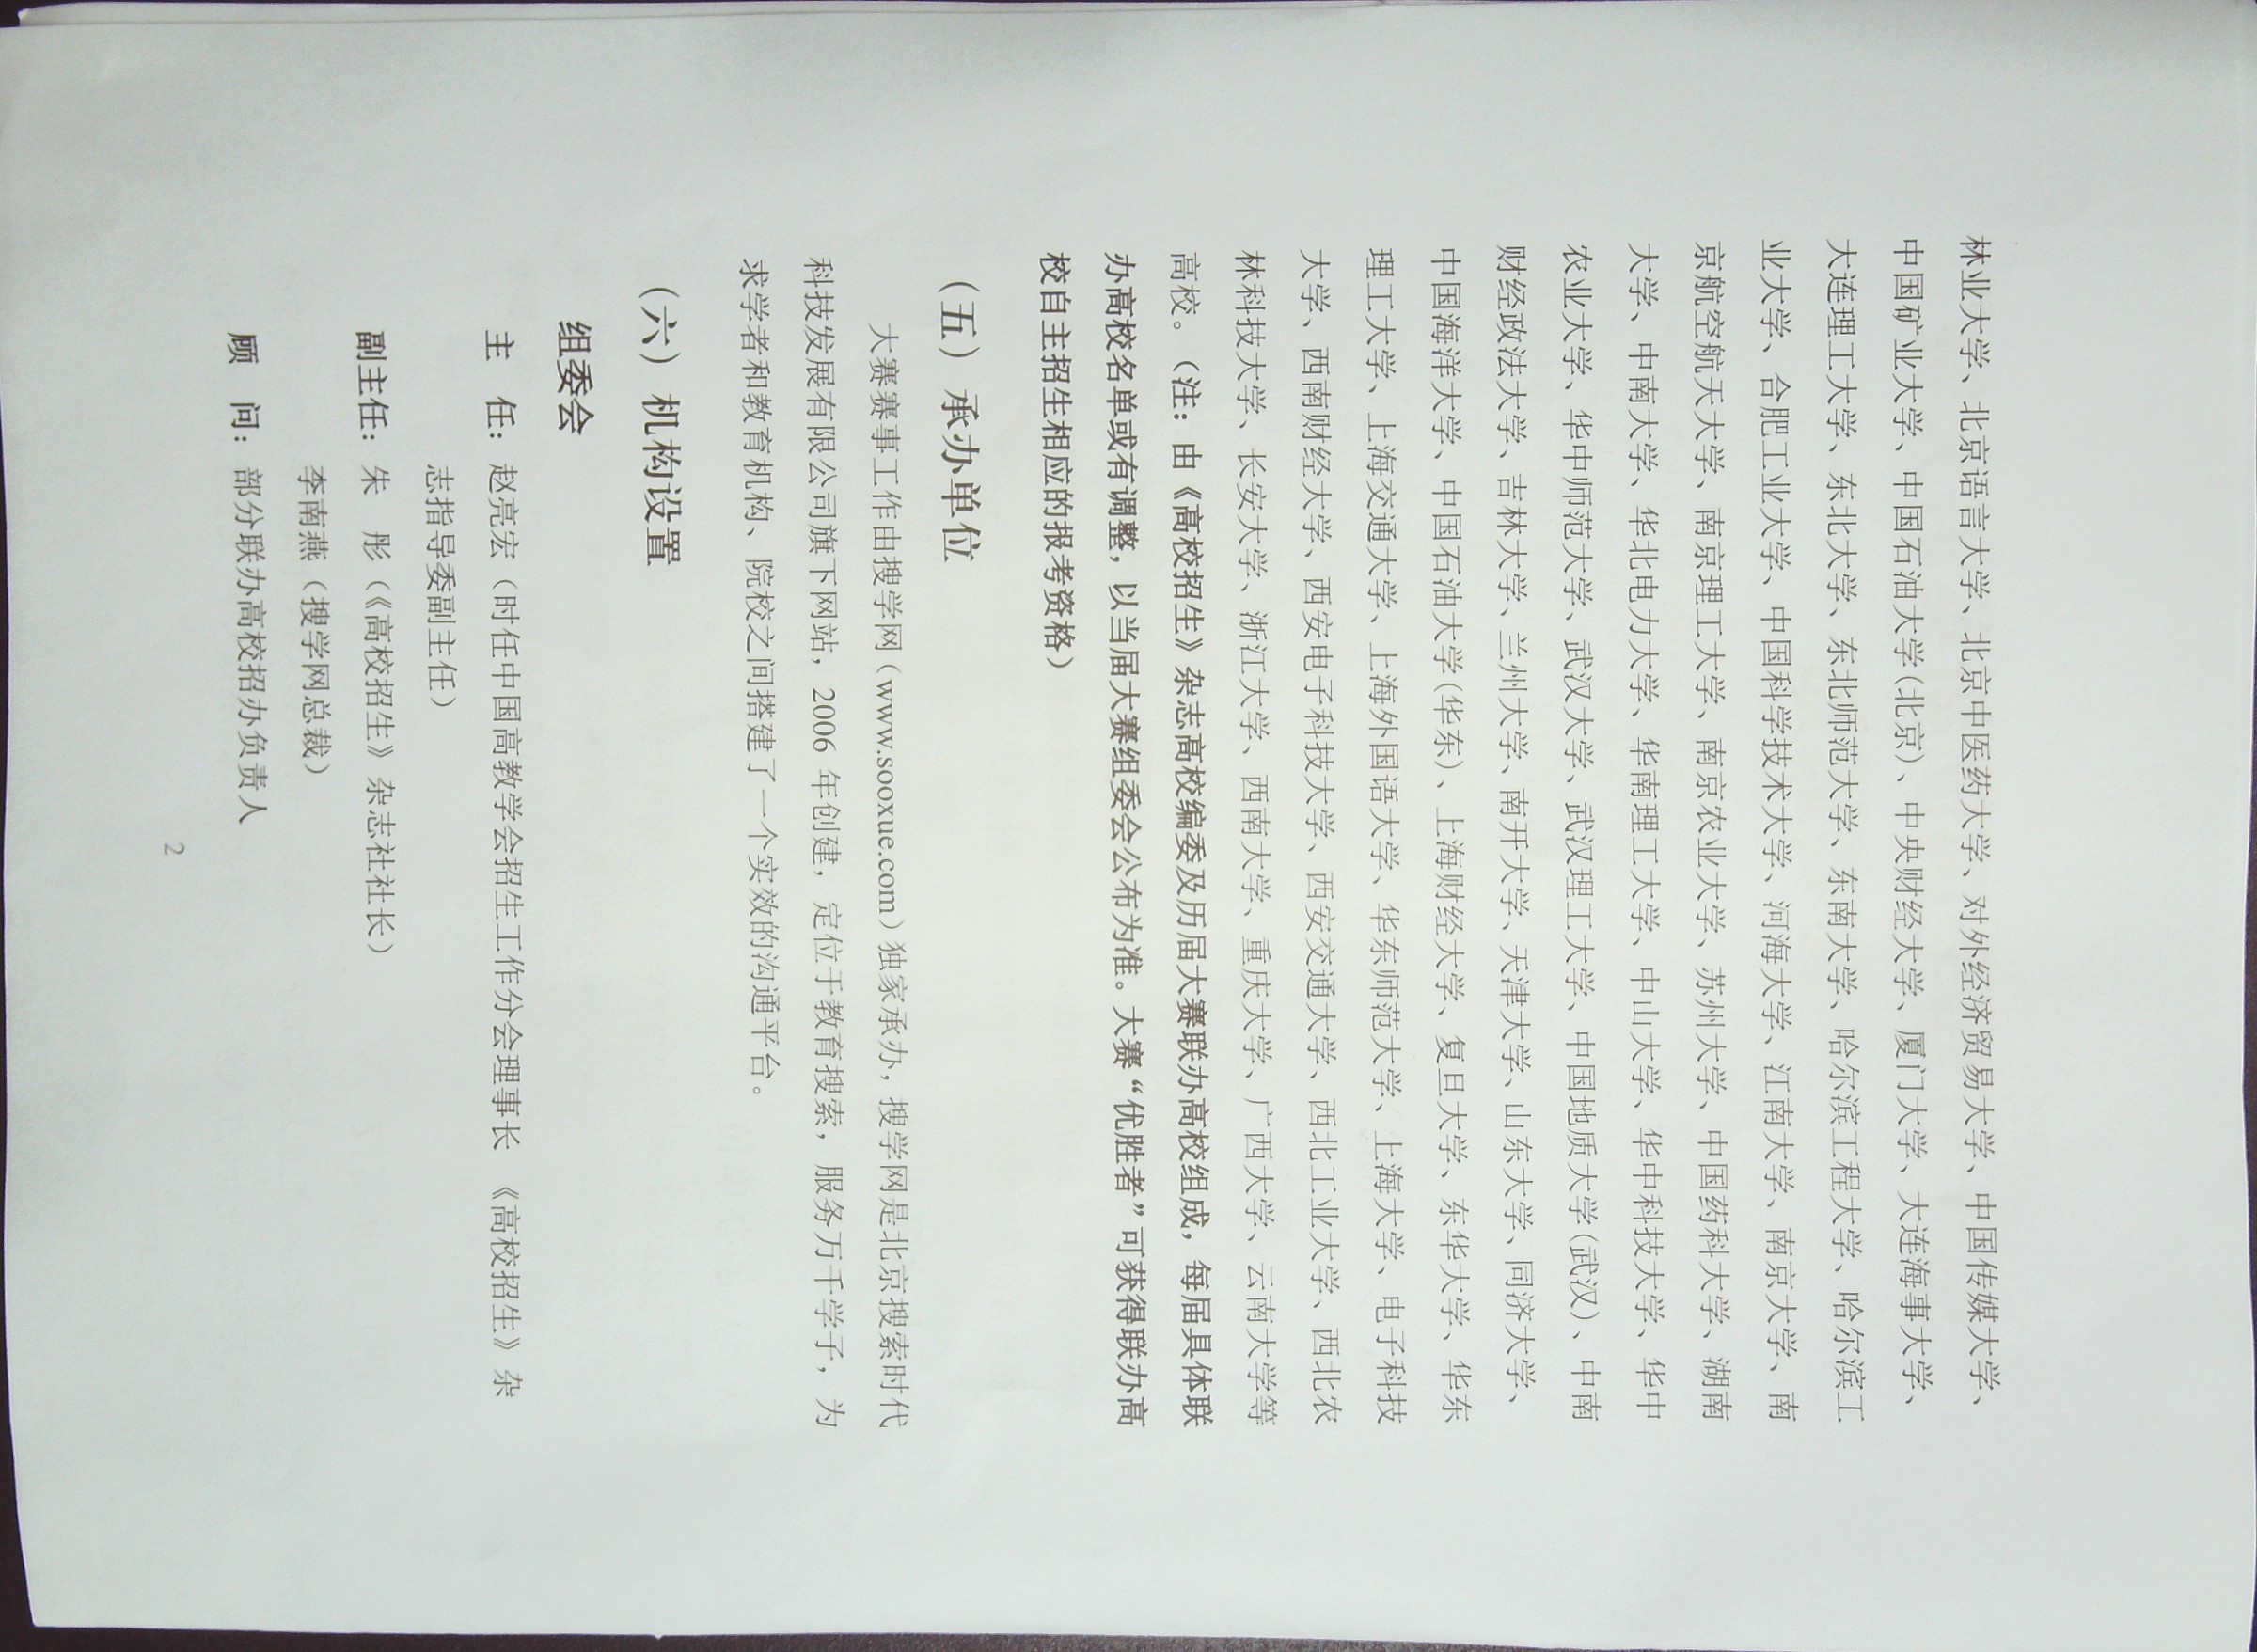 林业大学、北京语言大学、北京中医药大学、对外经济贸易大学、中国传媒大学、
中国矿业大学、中国石油大学(北京)、中央财经大学、厦门大学、大连海事大学、
大连理工大学、东北大学、东北师范大学、东南大学、哈尔滨工程大学、哈尔滨工
业大学、合肥工业大学、中国科学技术大学、河海大学、江南大学、南京大学、南
京航空航天大学、南京理工大学、南京农业大学、苏州大学、中国药科大学、湖南
大学、中南大学、华北电力大学、华南理工大学、中山大学、华中科技大学、华中
农业大学、华中师范大学、武汉大学、武汉理工大学、中国地质大学(武汉)、中南
财经政法大学、吉林大学、兰州大学、南开大学、天津大学、山东大学、同济大学、
中国海洋大学、中国石油大学(华东)、上海财经大学、复旦大学、东华大学、华东
理工大学、上海交通大学、上海外国语大学、华东师范大学、上海大学、电子科技
大学、西南财经大学、西安电子科技大学、西安交通大学、西北工业大学、西北农
林科技大学、长安大学、浙江大学、西南大学、重庆大学、广西大学、云南大学等
高校。（注：由《高校招生》杂志高校编委及历届大赛联办高校组成，每届具体联
办高校名单或有调整，以当届大赛组委会公布为准。大赛“优胜者”可获得联办高
校自主招生相应的报考资格）
（五）承办单位
大赛赛事工作由搜学网（www.sooxue.com）独家承办，搜学网是北京搜索时代
科技发展有限公司旗下网站，2006 年创建，定位于教育搜索，服务万千学子，为
求学者和教育机构、院校之间搭建了一个实效的沟通平台。
（六）机构设置
组委会
主　任：赵亮宏（时任中国高教学会招生工作分会理事长　《高校招生》杂
志指导委副主任）
副主任：朱　彤（《高校招生》杂志社社长）
李南燕（搜学网总裁）
顾　问：部分联办高校招办负责人
2